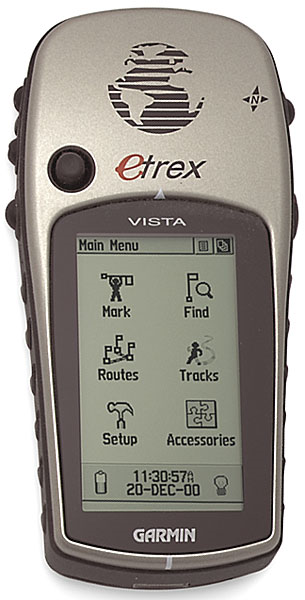 N
etrex
VISTA
Main Menu
Mark Find
Routes Tracks
Setup Accessories
11:30:57A
20-DEC-00
GARMIN